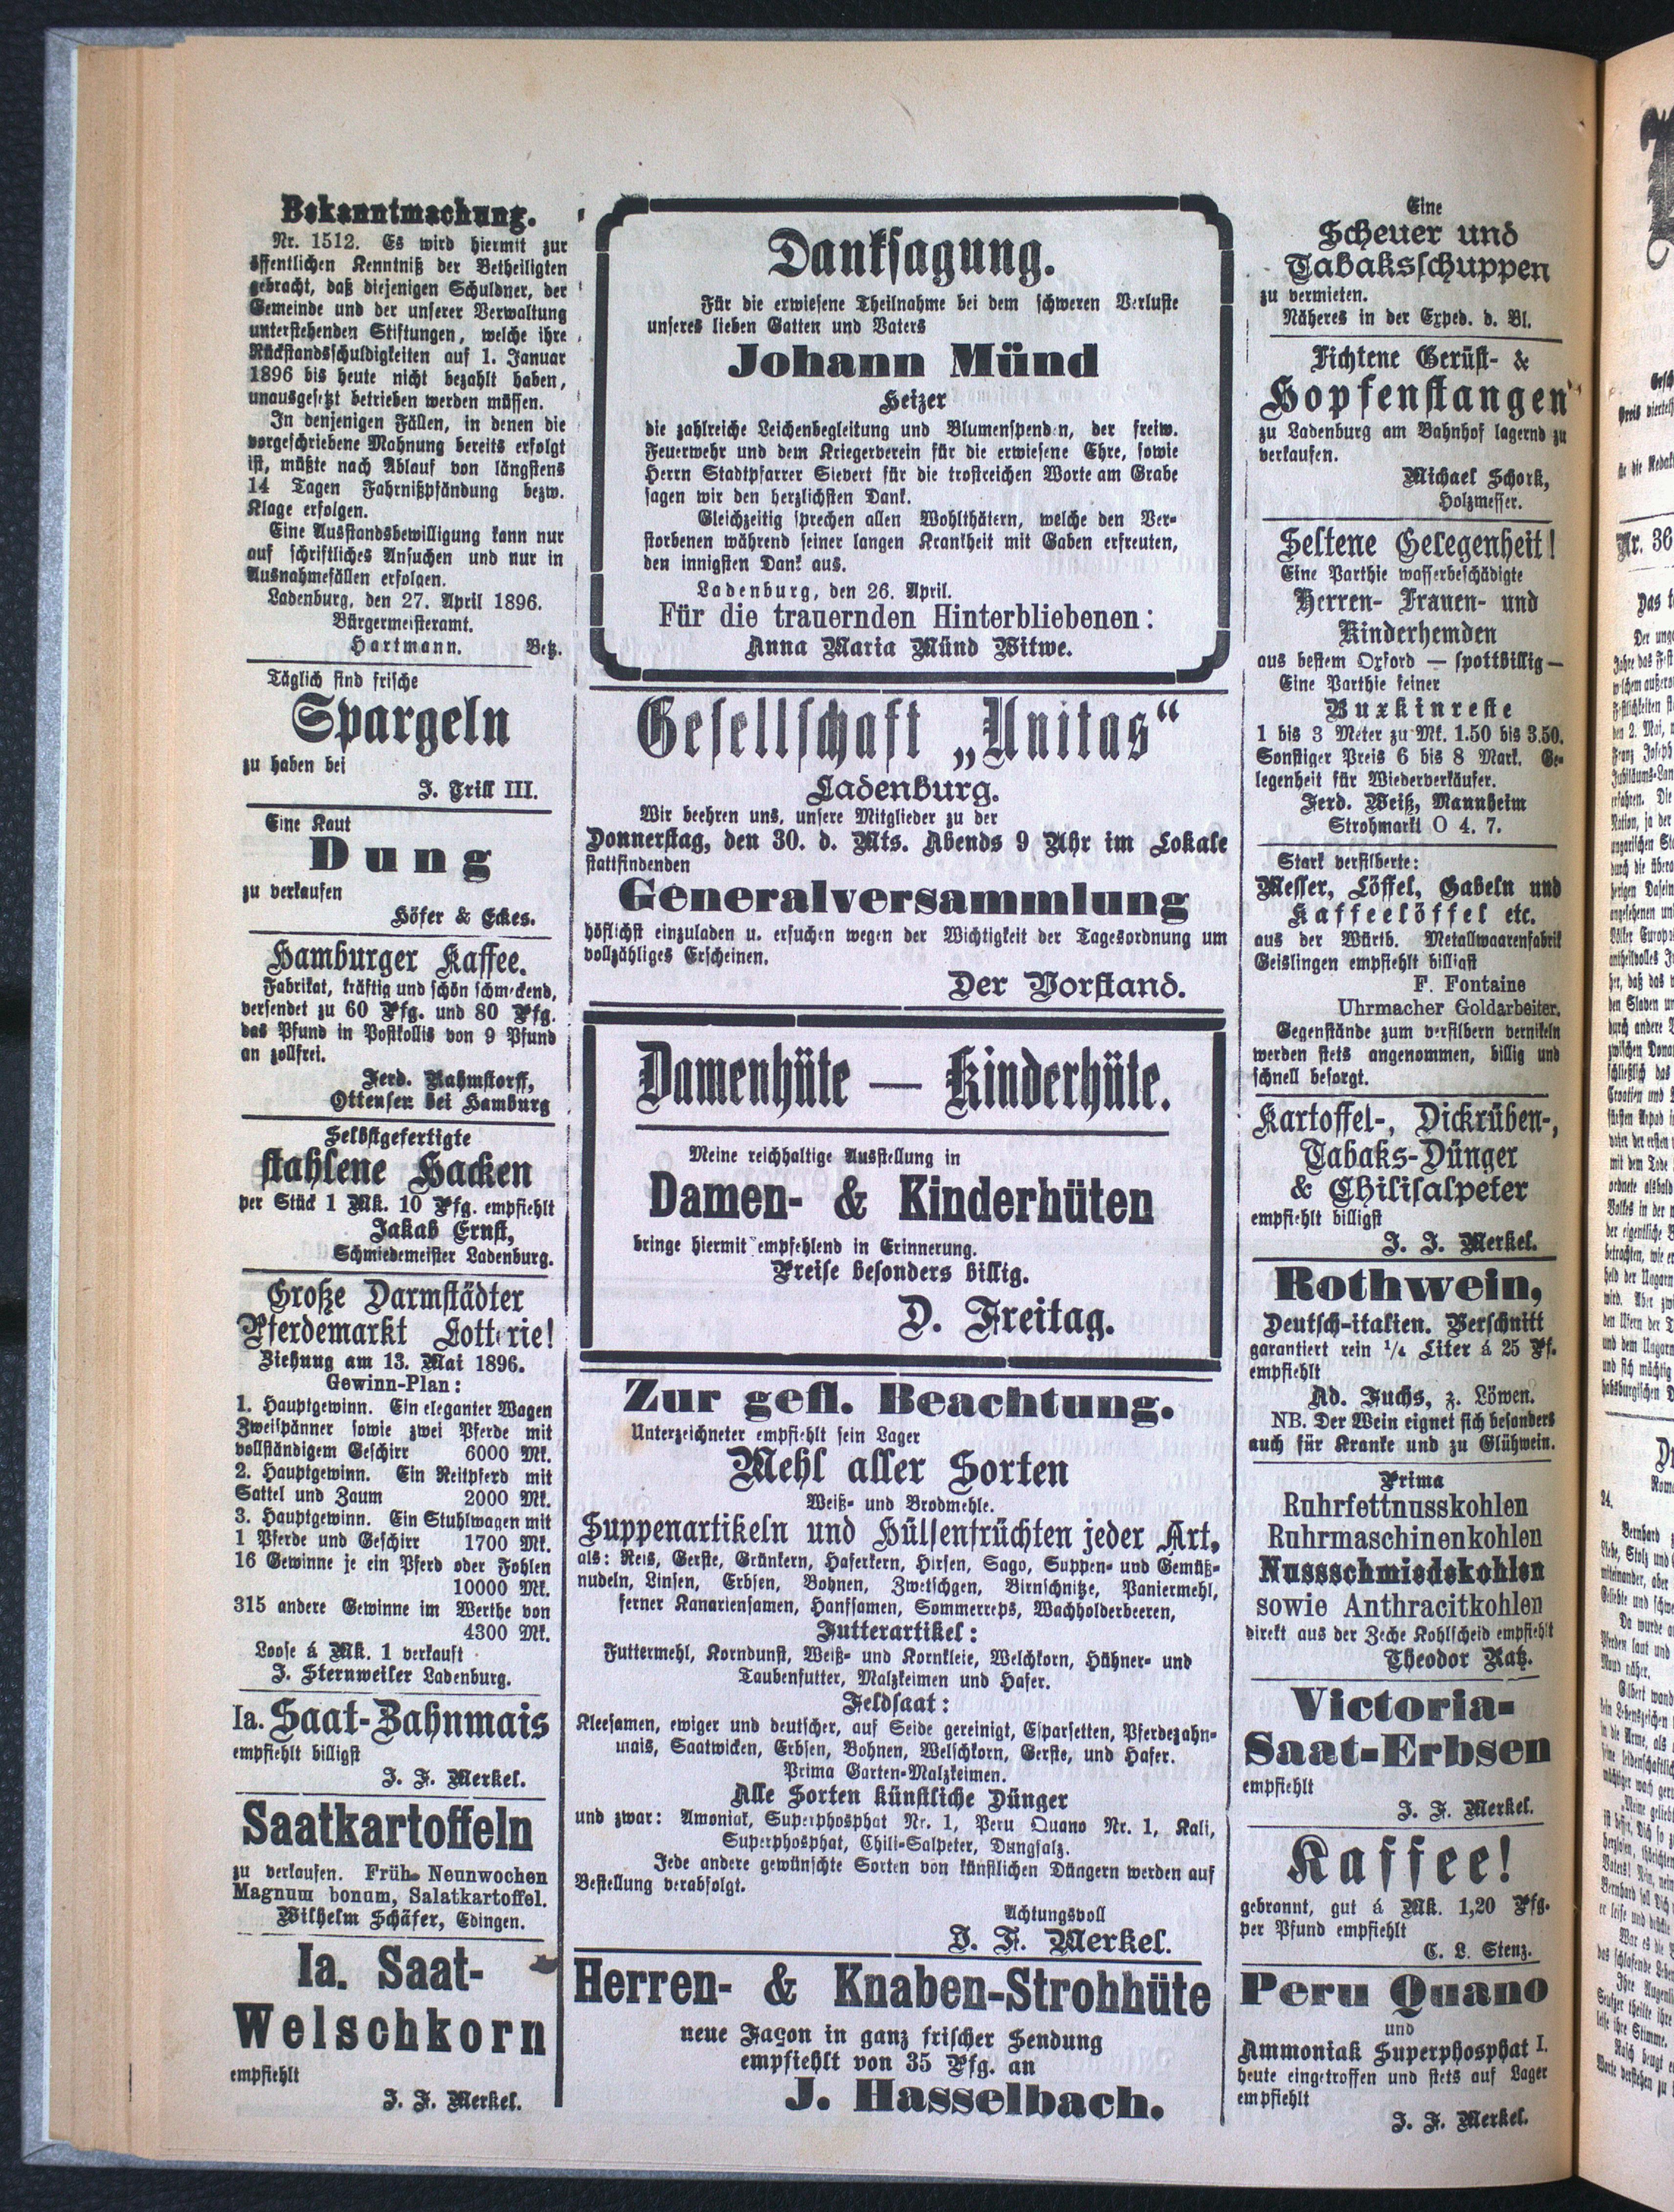 Bekanntmachung.
Nr. 1512. Es wird hiermit zur
öffentlichen Kenntniß der Betheiligten
gebracht, daß diejenigen Schuldner, der
Gemeinde und der unserer Verwaltung
unterstehenden Stiftungen, welche ihre
Rückstandsschuldigkeiten auf 1. Januar
1896 bis heute nicht bezahlt haben,
unausgesetzt betrieben werden müssen.
In denjenigen Fällen, in denen die
vorgeschriebene Mahnung bereits erfolgt
ist, müßte nach Ablauf von längstens
14 Tagen Fahrnißpfändung bezw.
Klage erfolgen.
Eine Ausstandsbewilligung kann nur
auf schriftliches Ansuchen und nur in
Ausnahmefällen erfolgen.
Ladenburg, den 27. April 1896.
Bürgermeisteramt.
Hartmann. Betz.
Täglich sind frische
Spargeln
zu haben bei
J. Trill III.
Eine Kaut
Dung
zu verkaufen
Höfer & Eckes.
Hamburger Kaffee.
Fabrikat, kräftig und schön schmeckend,
versendet zu 60 Pfg. und 80 Pfg.
das Pfund in Postkollis von 9 Pfund
an zollfrei.
Ferd. Rahmstorff,
Ottensen bei Hamburg
Selbstgefertigte
stahlene Hacken
per Stück 1 Mk. 10 Pfg. empfiehlt
Jakab Ernst,
Schmiedemeister Ladenburg.
Große Darmstädter
Pferdemarkt Lotterie!
Ziehung am 13. Mai 1896.
Gewinn-Plan:
1. Hauptgewinn. Ein eleganter Wagen
Zweispänner sowie zwei Pferde mit
vollständigem Geschirr 6000 Mk.
2. Hauptgewinn. Ein Reitpferd mit
Sattel und Zaum 2000 Mk.
3. Hauptgewinn. Ein Stuhlwagen mit
1 Pferde und Geschirr 1700 Mk.
16 Gewinne je ein Pferd oder Fohlen
10000 Mk.
315 andere Gewinne im Werthe von
4300 Mk.
Loose á Mk. 1 verkauft
J. Sternweiler Ladenburg.
Ia. Saat-Zahnmais
empfiehlt billigst
J. F. Merkel.
Saatkartoffeln
zu verkaufen. Frühe Neunwochen
Magnum bonum, Salatkartoffel.
Wilhelm Schäfer, Edingen.
Ia. Saat-
Welschkorn
empfiehlt
J. F. Merkel.
Danksagung.
Für die erwiesene Theilnahme bei dem schweren Verluste
unseres lieben Gatten und Vaters
Johann Münd
Heizer
die zahlreiche Leichenbegleitung und Blumenspenden, der freiw.
Feuerwehr und dem Kriegerverein für die erwiesene Ehre, sowie
Herrn Stadtpfarrer Sievert für die trostreichen Worte am Grabe
sagen wir den herzlichsten Dank.
Gleichzeitig sprechen allen Wohlthätern, welche den Ver-
storbenen während seiner langen Krankheit mit Gaben erfreuten,
den innigsten Dank aus.
Ladenburg, den 26. April.
Für die trauernden Hinterbliebenen:
Anna Maria Münd Witwe.
Gesellschaft „Unitas“
Ladenburg.
Wir beehren uns, unsere Mitglieder zu der
Donnerstag, den 30. d. Mts. Abends 9 Uhr im Lokale
stattfindenden
Generalversammlung
höflichst einzuladen u. ersuchen wegen der Wichtigkeit der Tagesordnung um
vollzähliges Erscheinen.
Der Vorstand.
Damenhüte — Kinderhüte.
Meine reichhaltige Ausstellung in
Damen- & Kinderhüten
bringe hiermit empfehlend in Erinnerung.
Preise besonders billig.
D. Freitag.
Zur gefl. Beachtung.
Unterzeichneter empfiehlt sein Lager
Mehl aller Sorten
Weiß- und Brodmehle.
Suppenartikeln und Hülsenfrüchten jeder Art,
als: Reis, Gerste, Grünkern, Haferkern, Hirsen, Sago, Suppen- und Gemüß-
nudeln, Linsen, Erbsen, Bohnen, Zwetschgen, Birnschnitze, Paniermehl,
ferner Kanariensamen, Hanfsamen, Sommerreps, Wachholderbeeren,
Futterartikel:
Futtermehl, Korndunst, Weiß- und Kornkleie, Welchkorn, Hühner- und
Taubenfutter, Malzkeimen und Hafer.
Feldsaat:
Kleesamen, ewiger und deutscher, auf Seide gereinigt, Esparsetten, Pferdezahn-
mais, Saatwicken, Erbsen, Bohnen, Welschkorn, Gerste, und Hafer.
Prima Garten-Malzkeimen.
Alle Sorten künstliche Dünger
und zwar: Amoniak, Superphosphat Nr. 1, Peru Quano Nr. 1, Kali,
Superphosphat, Chili-Salpeter, Dungsalz.
Jede andere gewünschte Sorten von künstlichen Düngern werden auf
Bestellung verabfolgt.
Achtungsvoll
J. F. Merkel.
Herren- & Knaben-Strohhüte
neue Façon in ganz frischer Sendung
empfiehlt von 35 Pfg. an
J. Hasselbach.
Eine
Scheuer und
Tabaksschuppen
zu vermieten.
Näheres in der Exped. d. Bl.
Fichtene Gerüst- &
Hopfenstangen
zu Ladenburg am Bahnhof lagernd zu
verkaufen.
Michael Schork,
Holzmesser.
Seltene Gelegenheit!
Eine Parthie wasserbeschädigte
Herren- Frauen- und
Kinderhemden
aus bestem Oxford — spottbillig —
Eine Parthie feiner
Buxkinreste
1 bis 3 Meter zu Mk. 1.50 bis 3.50.
Sonstiger Preis 6 bis 8 Mark. Ge-
legenheit für Wiederverkäufer.
Ferd. Weiß, Mannheim
Strohmarkt O 4. 7.
Stark versilberte:
Messer, Löffel, Gabeln und
Kaffeelöffel etc.
aus der Württb. Metallwaarenfabrik
Geislingen empfiehlt billigst
F. Fontaine
Uhrmacher Goldarbeiter.
Gegenstände zum versilbern vernikeln
werden stets angenommen, billig und
schnell besorgt.
Kartoffel-, Dickrüben-,
Tabaks-Dünger
& Chilisalpeter
empfiehlt billigst
J. F. Merkel.
Rothwein,
Deutsch-italien. Verschnitt
garantiert rein 1/4 Liter á 25 Pf.
empfiehlt
Ad. Fuchs, z. Löwen.
NB. Der Wein eignet sich besonders
auch für Kranke und zu Glühwein.
Prima
Ruhrfettnusskohlen
Ruhrmaschinenkohlen
Nussschmiedekohlen
sowie Anthracitkohlen
direkt aus der Zeche Kohlscheid empfiehlt
Theodor Katz.
Victoria-
Saat-Erbsen
empfiehlt
J. F. Merkel.
Kaffee!
gebrannt, gut á Mk. 1,20 Pfg.
per Pfund empfiehlt
C. L. Stenz.
Peru Quano
und
Ammoniak Superphosphat I.
heute eingetroffen und stets auf Lager
empfiehlt
J. F. Merkel.
Nr. 36